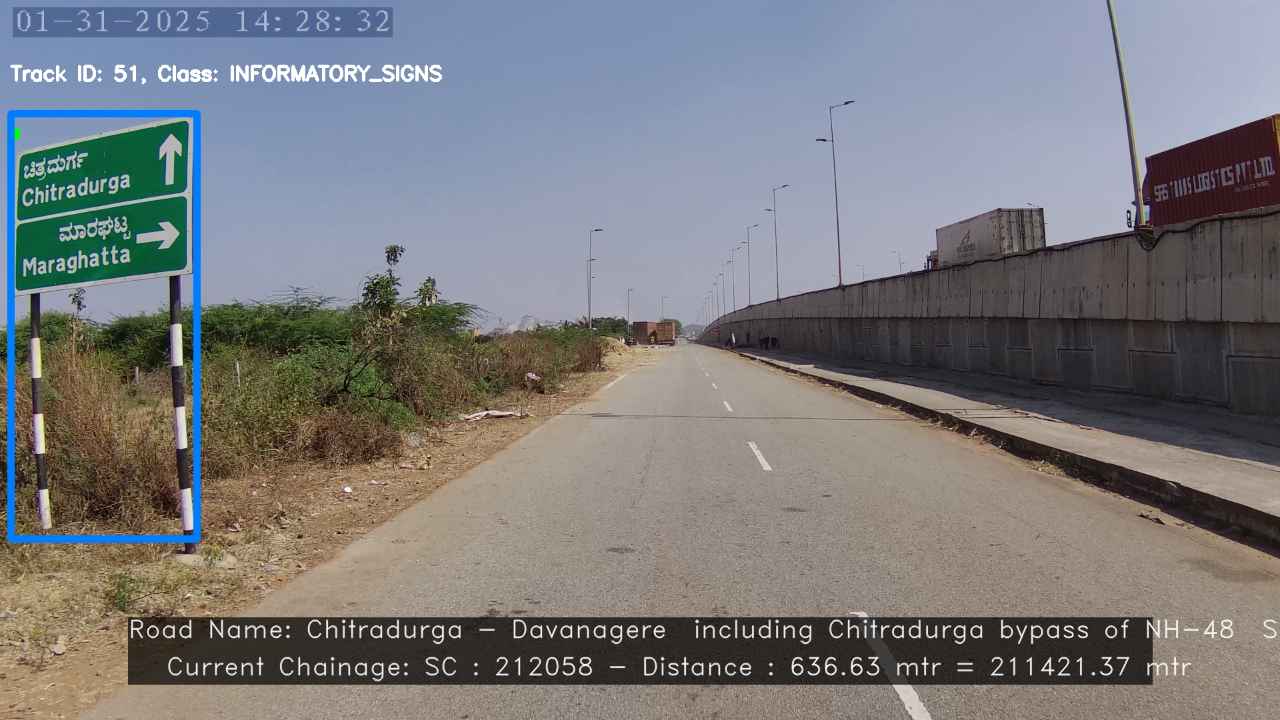 01-31-2025 14:28:32
Track ID: 51, Class: INFORMATORY_SIGNS
ಚಿತ್ರದುರ್ಗ
Chitradurga
ಮಾರಘಟ್ಟ
Maraghatta
Road Name: Chitradurga - Davanagere including Chitradurga bypass of NH-48 S
Current Chainage: SC : 212058 - Distance : 636.63 mtr = 211421.37 mtr